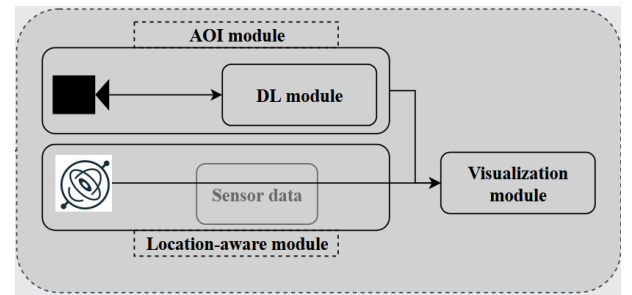 AOI module
DL module
Sensor data
Location-aware module
Visualization
module